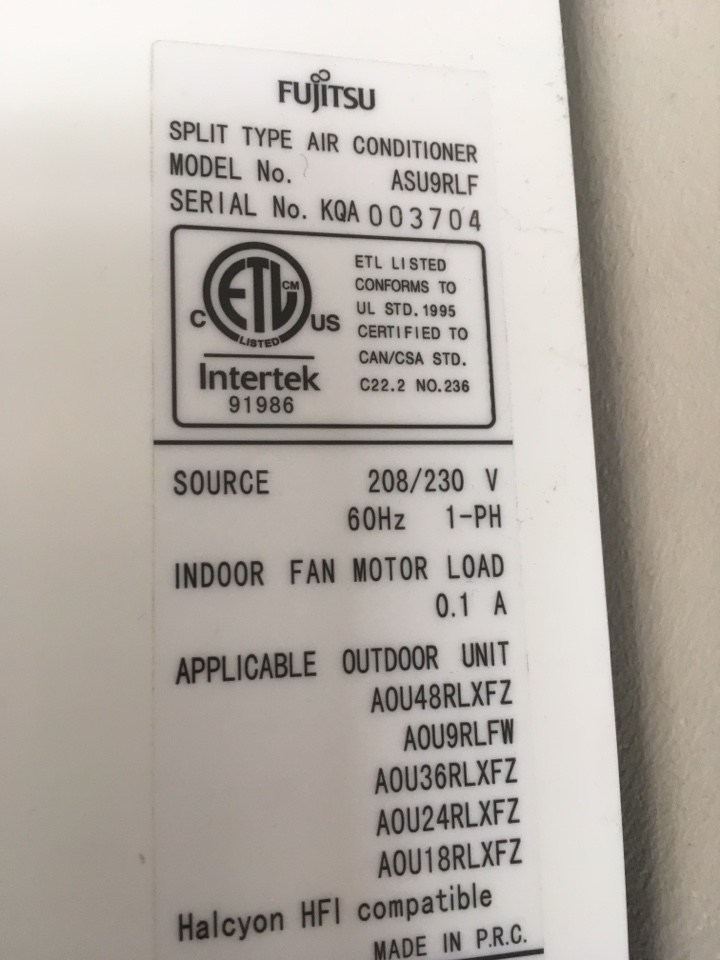 FUJITSU
SPLIT TYPE AIR CONDITIONER
MODEL No. ASU9RLF
SERIAL No. KQA 003704
C ETL CM LISTED US
Intertek
91986
ETL LISTED
CONFORMS TO
UL STD. 1995
CERTIFIED TO
CAN/CSA STD.
C22.2 NO.236
SOURCE 208/230 V
60Hz 1-PH
INDOOR FAN MOTOR LOAD
0.1 A
APPLICABLE OUTDOOR UNIT
AOU48RLXFZ
AOU9RLFW
AOU36RLXFZ
AOU24RLXFZ
AOU18RLXFZ
Halcyon HFI compatible
MADE IN P.R.C.